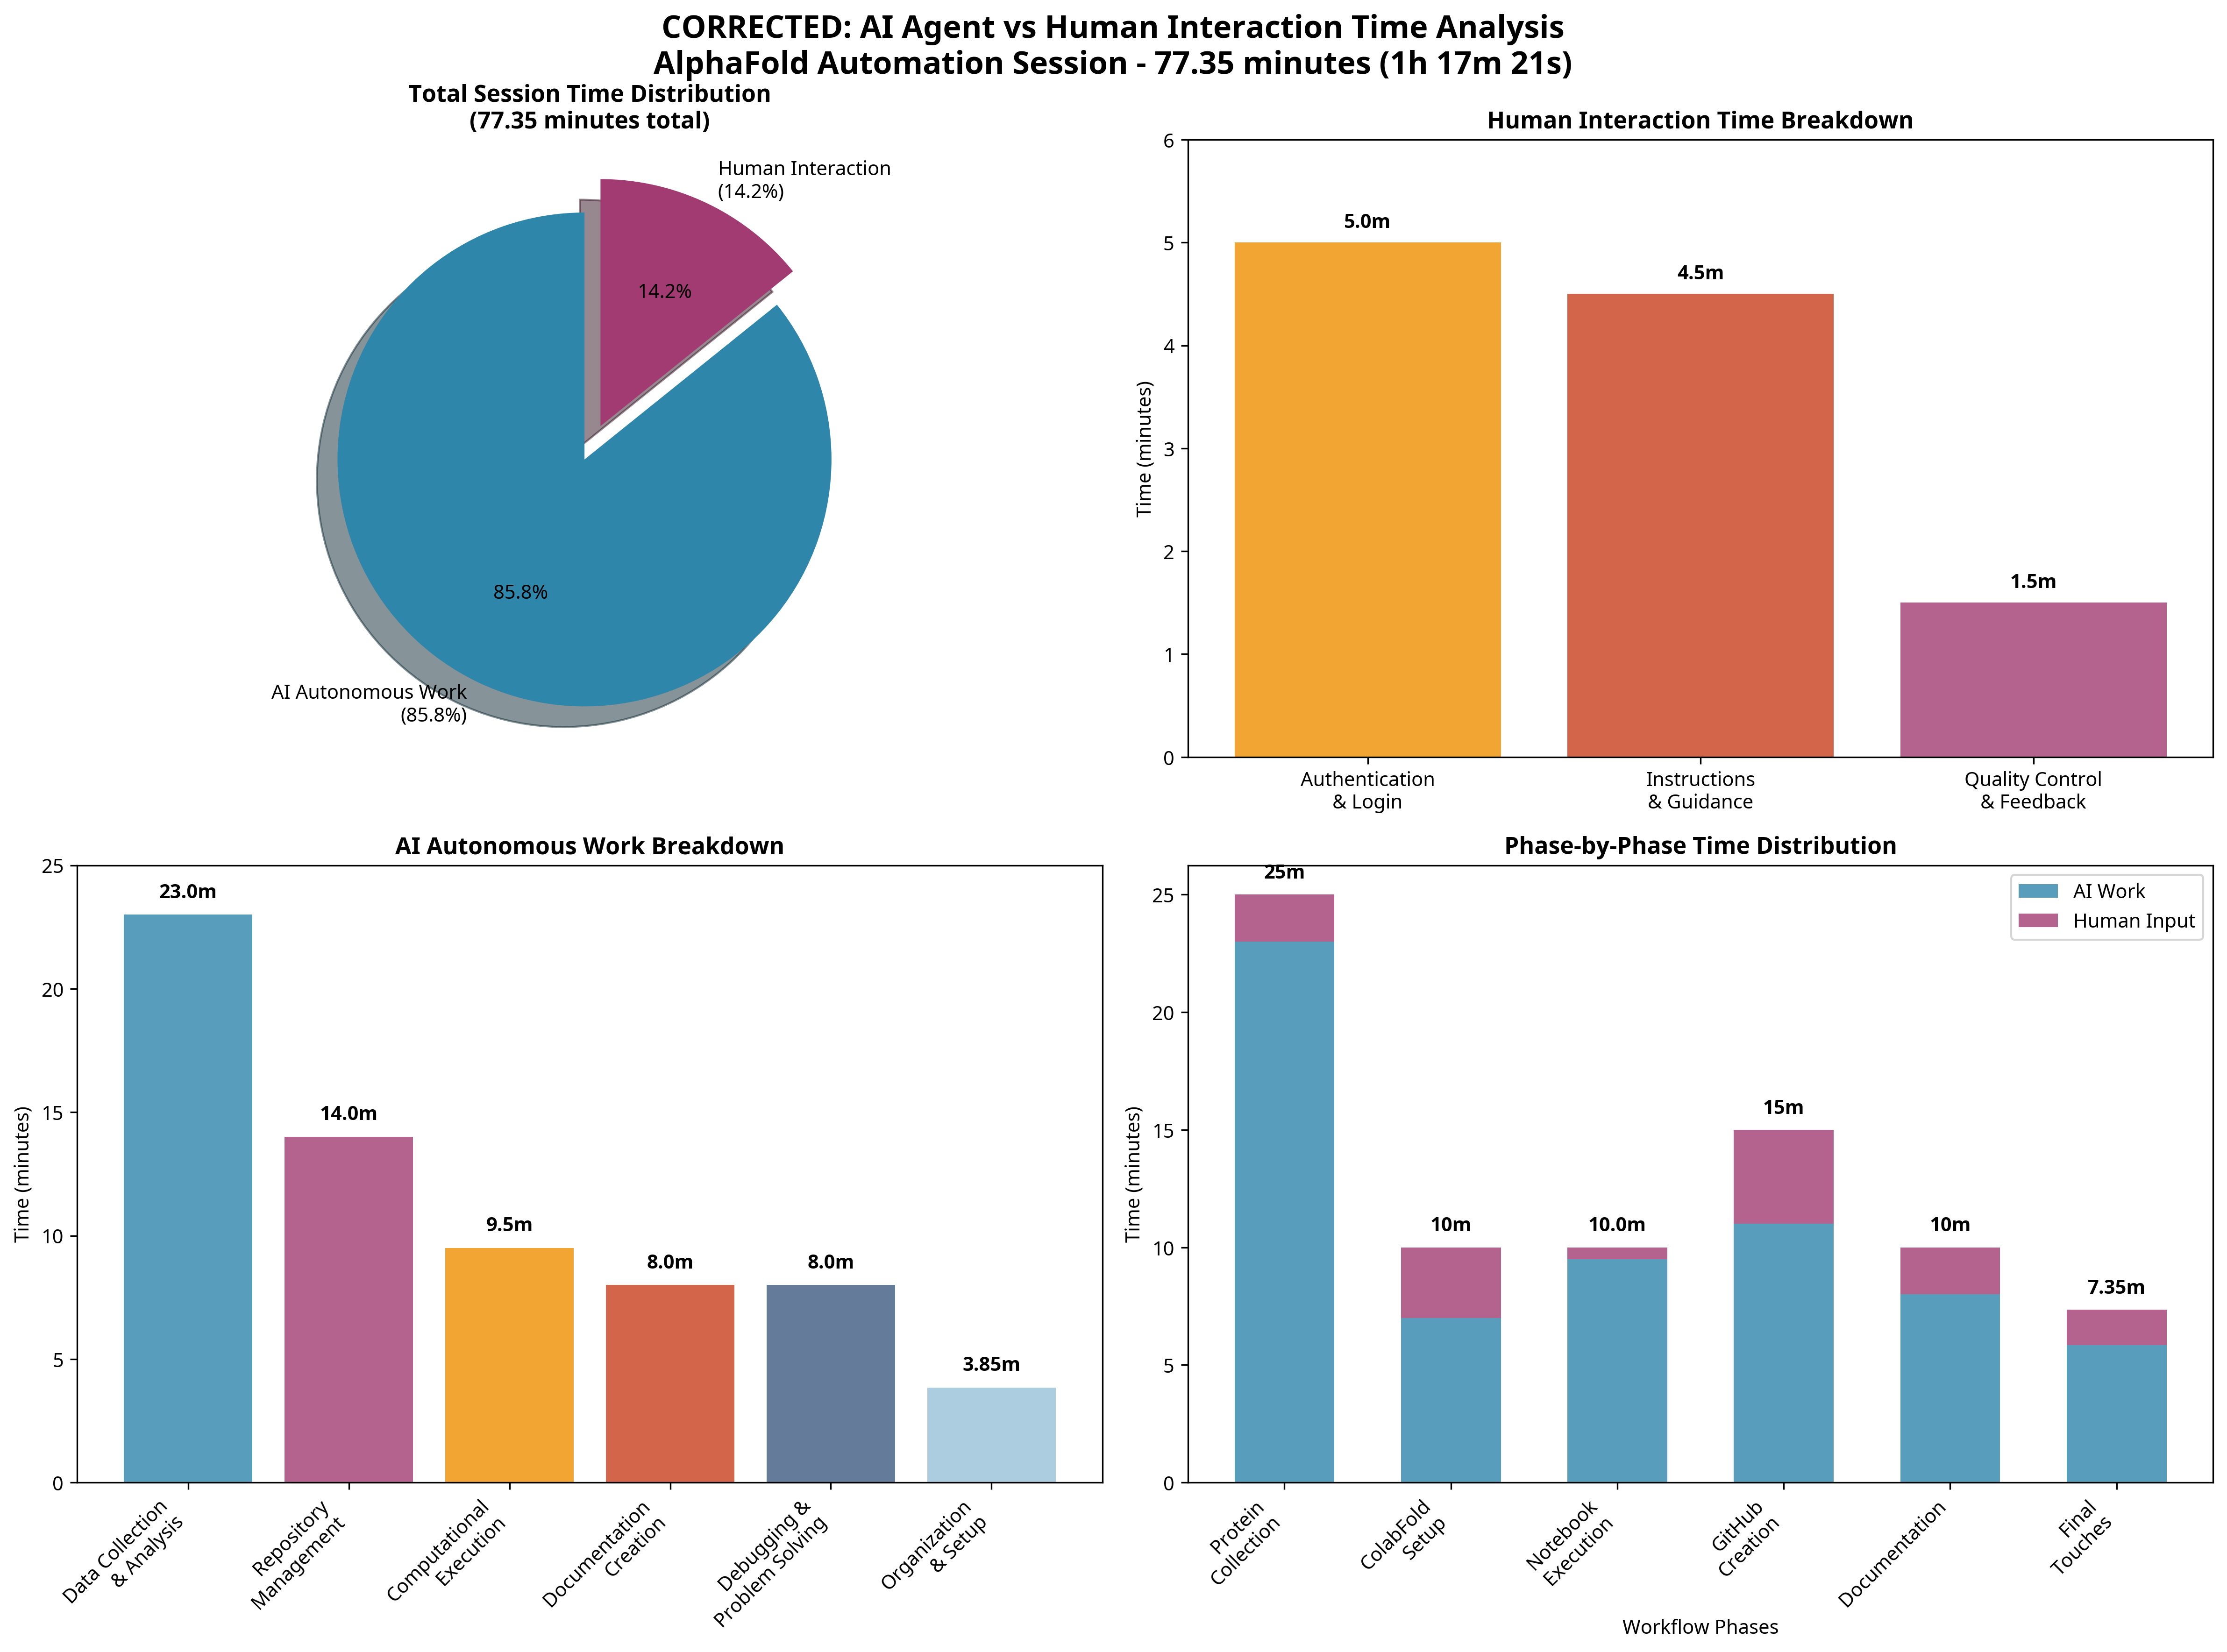 CORRECTED: AI Agent vs Human Interaction Time Analysis
AlphaFold Automation Session - 77.35 minutes (1h 17m 21s)
Total Session Time Distribution
(77.35 minutes total)
Human Interaction
(14.2%)
14.2%
85.8%
AI Autonomous Work
(85.8%)
Human Interaction Time Breakdown
Time (minutes)
6
5
4
3
2
1
0
5.0m
4.5m
1.5m
Authentication
& Login
Instructions
& Guidance
Quality Control
& Feedback
AI Autonomous Work Breakdown
Time (minutes)
25
20
15
10
5
0
23.0m
14.0m
9.5m
8.0m
8.0m
3.85m
Data Collection
& Analysis
Repository
Management
Computational
Execution
Documentation
Creation
Debugging &
Problem Solving
Organization
& Setup
Phase-by-Phase Time Distribution
Time (minutes)
25
20
15
10
5
0
25m
10m
10.0m
15m
10m
7.35m
AI Work
Human Input
Protein
Collection
ColabFold
Setup
Notebook
Execution
GitHub
Creation
Documentation
Final
Touches
Workflow Phases